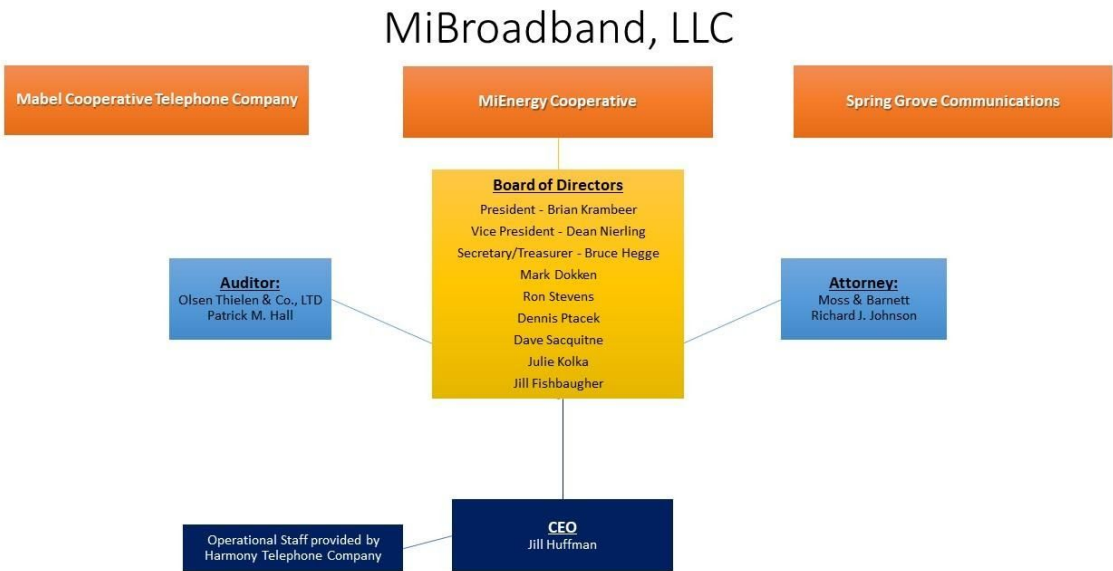 MiBroadband, LLC
Mabel Cooperative Telephone Company
MiEnergy Cooperative
Spring Grove Communications
Board of Directors
President - Brian Krambeer
Vice President - Dean Nierling
Secretary/Treasurer - Bruce Hegge
Mark Dokken
Ron Stevens
Dennis Ptacek
Dave Sacquitne
Julie Kolka
Jill Fishbaugher
Auditor:
Olsen Thielen & Co., LTD
Patrick M. Hall
Attorney:
Moss & Barnett
Richard J. Johnson
CEO
Jill Huffman
Operational Staff provided by
Harmony Telephone Company